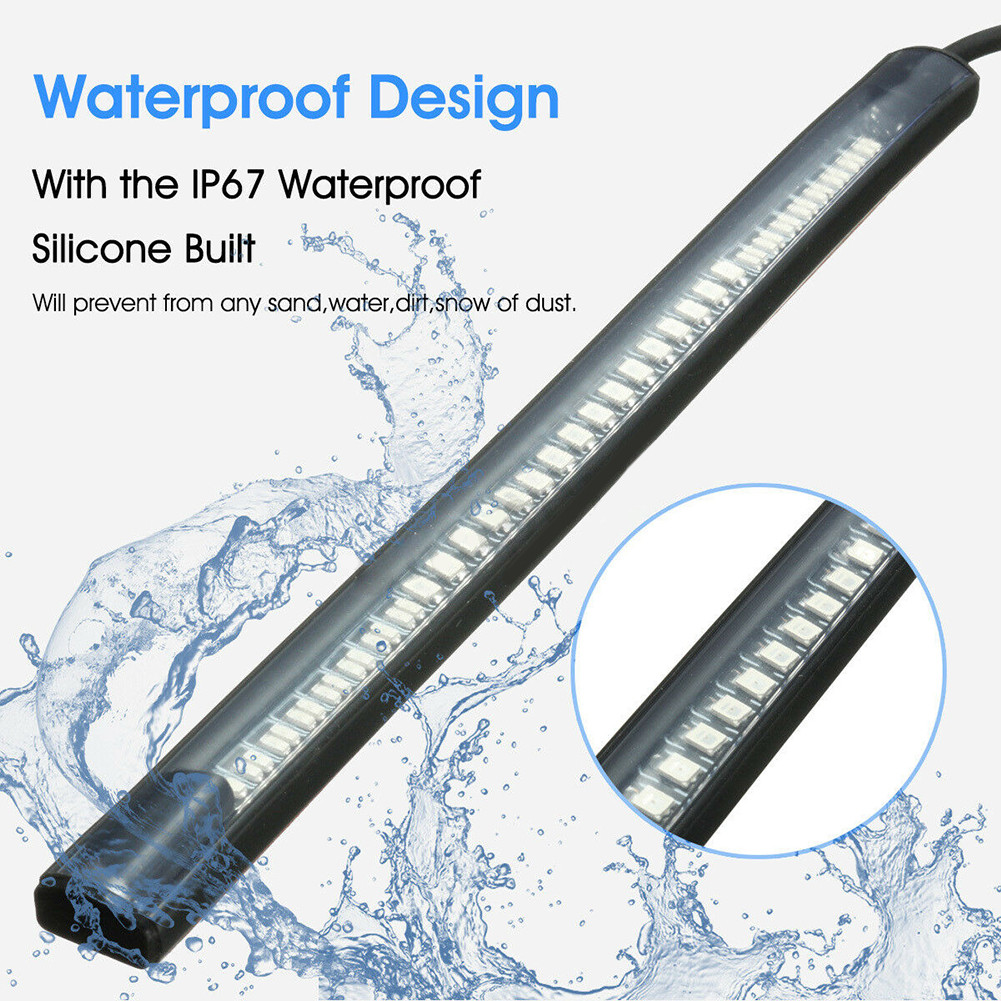 Waterproof Design
With the IP67 Waterproof
Silicone Built
Will prevent from any sand,water,dirt,snow of dust.